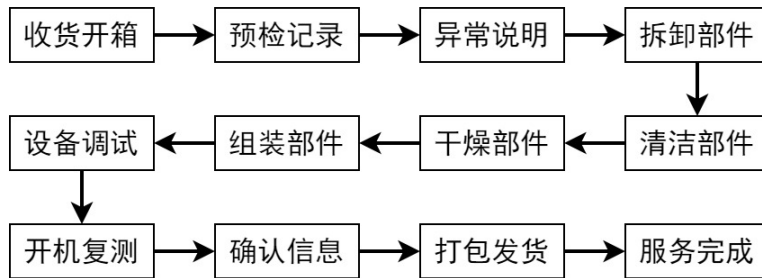 收货开箱
预检记录
异常说明
拆卸部件
清洁部件
干燥部件
组装部件
设备调试
开机复测
确认信息
打包发货
服务完成